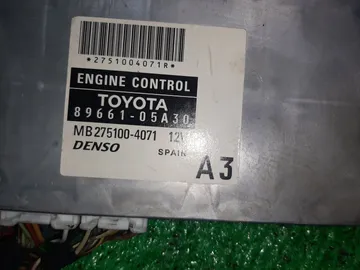 *2751004071R*
ENGINE CONTROL
TOYOTA
89661-05A30
MB275100-4071 12V
DENSO SPAIN A3